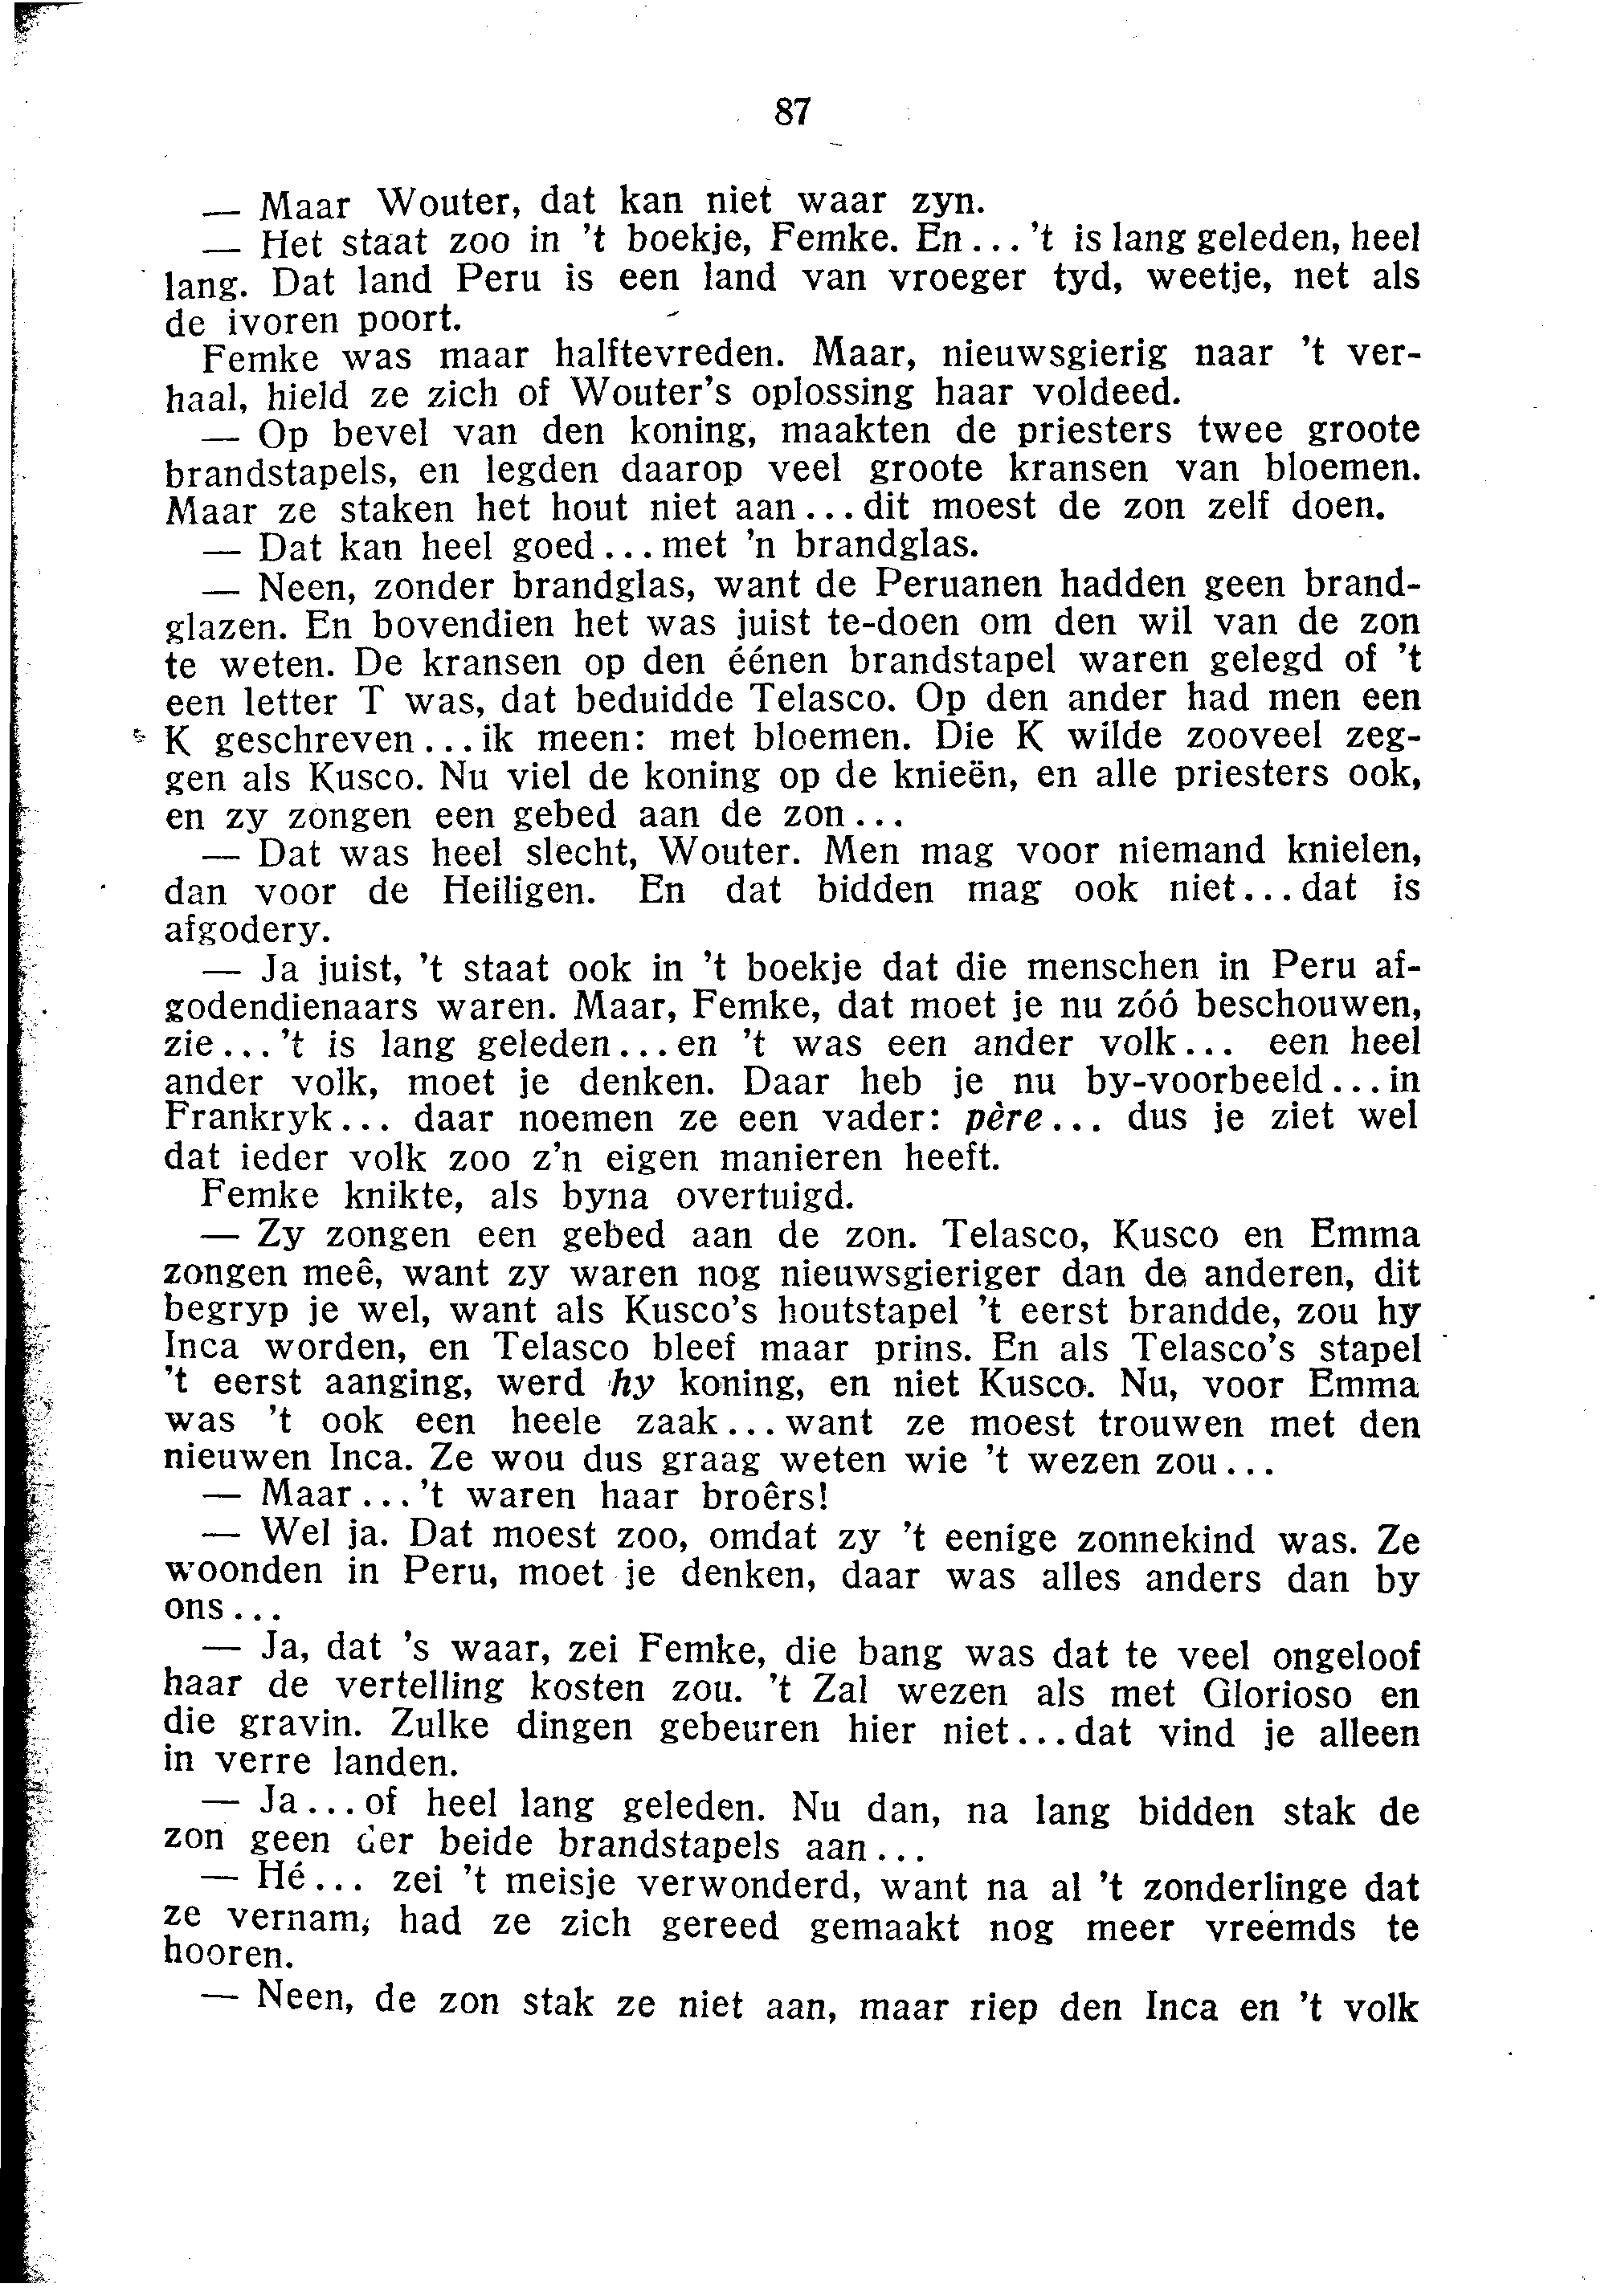 87
— Maar Wouter, dat kan niet waar zyn.
— Het staat zoo in 't boekje, Femke. En... 't is lang geleden, heel
lang. Dat land Peru is een land van vroeger tyd, weetje, net als
de ivoren poort.
Femke was maar halftevreden. Maar, nieuwsgierig naar 't ver-
haal, hield ze zich of Wouter's oplossing haar voldeed.
— Op bevel van den koning, maakten de priesters twee groote
brandstapels, en legden daarop veel groote kransen van bloemen.
Maar ze staken het hout niet aan... dit moest de zon zelf doen.
— Dat kan heel goed... met 'n brandglas.
— Neen, zonder brandglas, want de Peruanen hadden geen brand-
glazen. En bovendien het was juist te-doen om den wil van de zon
te weten. De kransen op den éénen brandstapel waren gelegd of 't
een letter T was, dat beduidde Telasco. Op den ander had men een
K geschreven... ik meen: met bloemen. Die K wilde zooveel zeg-
gen als Kusco. Nu viel de koning op de knieën, en alle priesters ook,
en zy zongen een gebed aan de zon...
— Dat was heel slecht, Wouter. Men mag voor niemand knielen,
dan voor de Heiligen. En dat bidden mag ook niet... dat is
afgodery.
— Ja juist, 't staat ook in 't boekje dat die menschen in Peru af-
godendienaars waren. Maar, Femke, dat moet je nu zóó beschouwen,
zie... 't is lang geleden... en 't was een ander volk... een heel
ander volk, moet je denken. Daar heb je nu by-voorbeeld... in
Frankryk... daar noemen ze een vader: père... dus je ziet wel
dat ieder volk zoo z'n eigen manieren heeft.
Femke knikte, als byna overtuigd.
— Zy zongen een gebed aan de zon. Telasco, Kusco en Emma
zongen meê, want zy waren nog nieuwsgieriger dan de anderen, dit
begryp je wel, want als Kusco's houtstapel 't eerst brandde, zou hy
Inca worden, en Telasco bleef maar prins. En als Telasco's stapel
't eerst aanging, werd hy koning, en niet Kusco. Nu, voor Emma
was 't ook een heele zaak... want ze moest trouwen met den
nieuwen Inca. Ze wou dus graag weten wie 't wezen zou...
— Maar... 't waren haar broêrs!
— Wel ja. Dat moest zoo, omdat zy 't eenige zonnekind was. Ze
woonden in Peru, moet je denken, daar was alles anders dan by
ons...
— Ja, dat 's waar, zei Femke, die bang was dat te veel ongeloof
haar de vertelling kosten zou. 't Zal wezen als met Glorioso en
die gravin. Zulke dingen gebeuren hier niet... dat vind je alleen
in verre landen.
— Ja... of heel lang geleden. Nu dan, na lang bidden stak de
zon geen der beide brandstapels aan...
— Hé... zei 't meisje verwonderd, want na al 't zonderlinge dat
ze vernam, had ze zich gereed gemaakt nog meer vreemds te
hooren.
— Neen, de zon stak ze niet aan, maar riep den Inca en 't volk